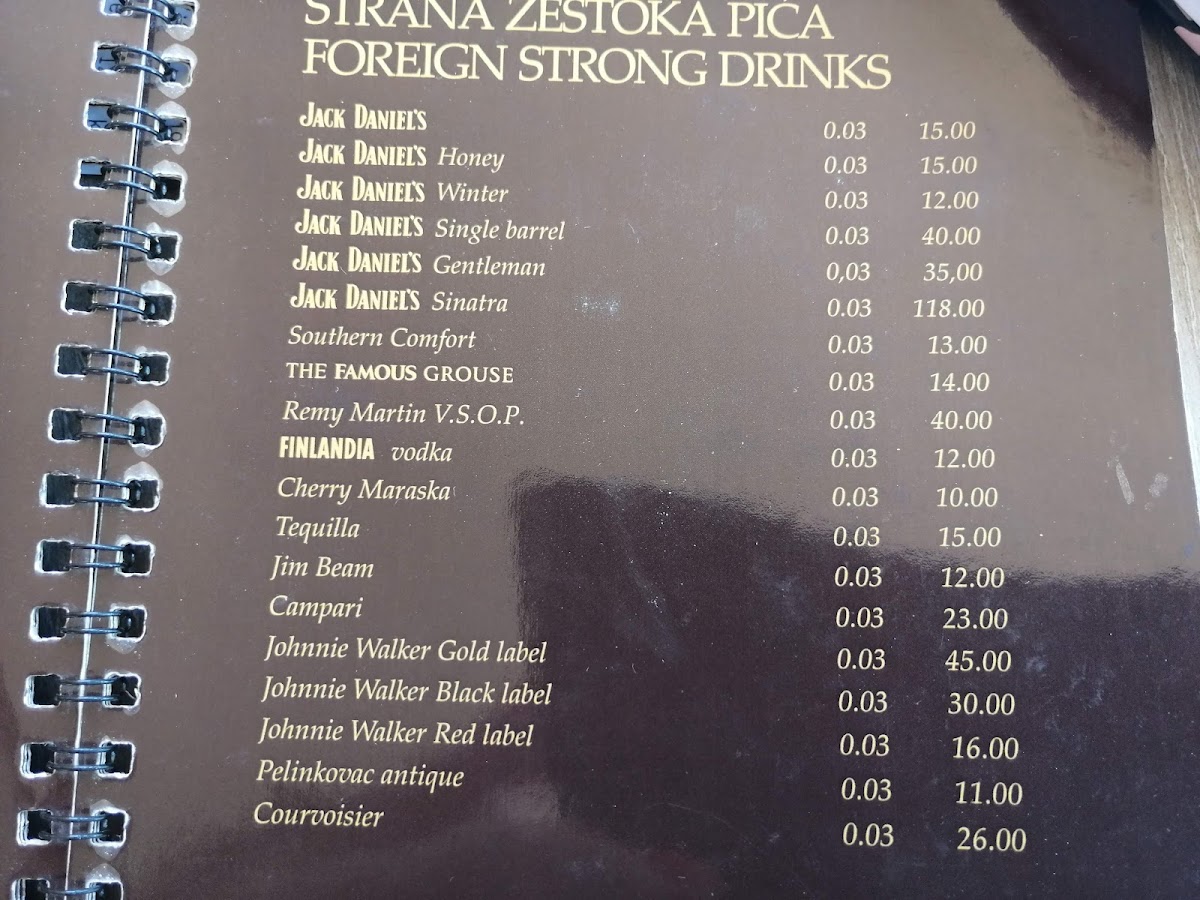 STRANA ŽESTOKA PIĆA
FOREIGN STRONG DRINKS
JACK DANIEL'S 0.03 15.00
JACK DANIEL'S Honey 0.03 15.00
JACK DANIEL'S Winter 0.03 12.00
JACK DANIEL'S Single barrel 0.03 40.00
JACK DANIEL'S Gentleman 0,03 35,00
JACK DANIEL'S Sinatra 0.03 118.00
Southern Comfort 0.03 13.00
THE FAMOUS GROUSE 0.03 14.00
Remy Martin V.S.O.P. 0.03 40.00
FINLANDIA vodka 0.03 12.00
Cherry Maraska 0.03 10.00
Tequilla 0.03 15.00
Jim Beam 0.03 12.00
Campari 0.03 23.00
Johnnie Walker Gold label 0.03 45.00
Johnnie Walker Black label 0.03 30.00
Johnnie Walker Red label 0.03 16.00
Pelinkovac antique 0.03 11.00
Courvoisier 0.03 26.00